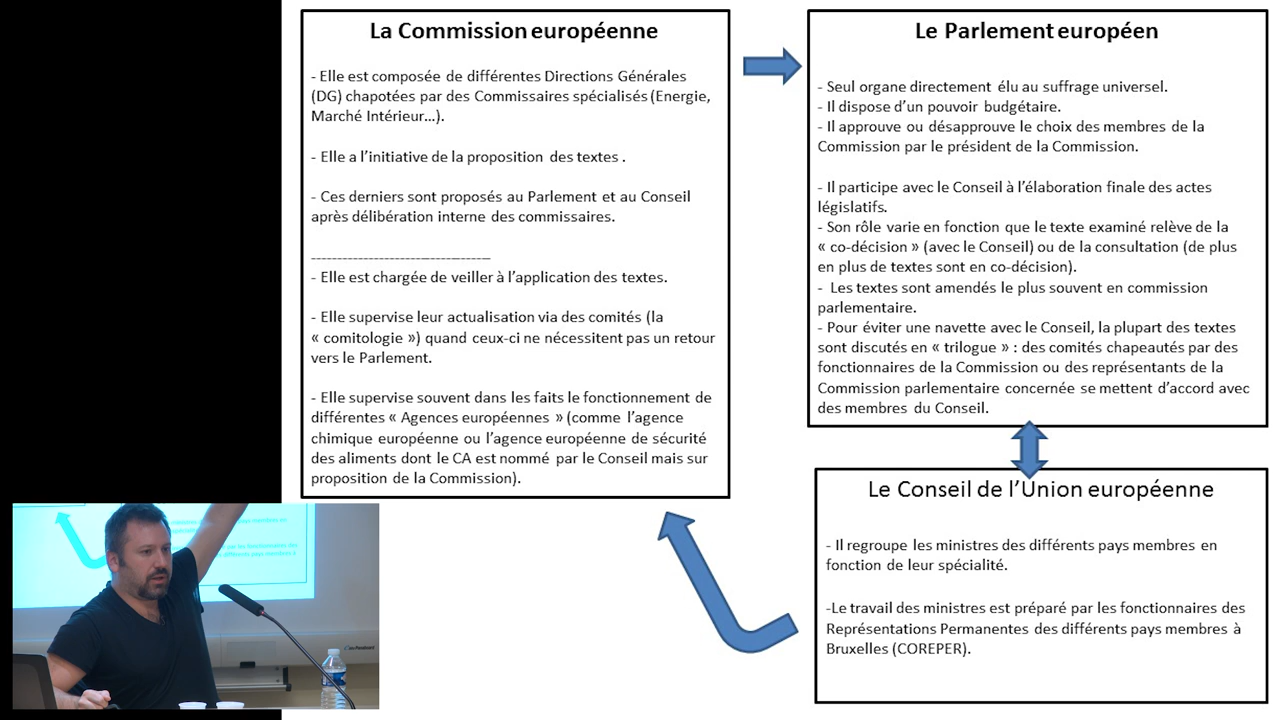 La Commission européenne
- Elle est composée de différentes Directions Générales
(DG) chapotées par des Commissaires spécialisés (Energie,
Marché Intérieur…).
- Elle a l’initiative de la proposition des textes .
- Ces derniers sont proposés au Parlement et au Conseil
après délibération interne des commissaires.
-----------------------------------
- Elle est chargée de veiller à l’application des textes.
- Elle supervise leur actualisation via des comités (la
« comitologie ») quand ceux-ci ne nécessitent pas un retour
vers le Parlement.
- Elle supervise souvent dans les faits le fonctionnement de
différentes « Agences européennes » (comme l’agence
chimique européenne ou l’agence européenne de sécurité
des aliments dont le CA est nommé par le Conseil mais sur
proposition de la Commission).
Le Parlement européen
- Seul organe directement élu au suffrage universel.
- Il dispose d’un pouvoir budgétaire.
- Il approuve ou désapprouve le choix des membres de la
Commission par le président de la Commission.
- Il participe avec le Conseil à l’élaboration finale des actes
législatifs.
- Son rôle varie en fonction que le texte examiné relève de la
« co-décision » (avec le Conseil) ou de la consultation (de plus
en plus de textes sont en co-décision).
- Les textes sont amendés le plus souvent en commission
parlementaire.
- Pour éviter une navette avec le Conseil, la plupart des textes
sont discutés en « trilogue » : des comités chapeautés par des
fonctionnaires de la Commission ou des représentants de la
Commission parlementaire concernée se mettent d’accord avec
des membres du Conseil.
Le Conseil de l’Union européenne
- Il regroupe les ministres des différents pays membres en
fonction de leur spécialité.
-Le travail des ministres est préparé par les fonctionnaires des
Représentations Permanentes des différents pays membres à
Bruxelles (COREPER).